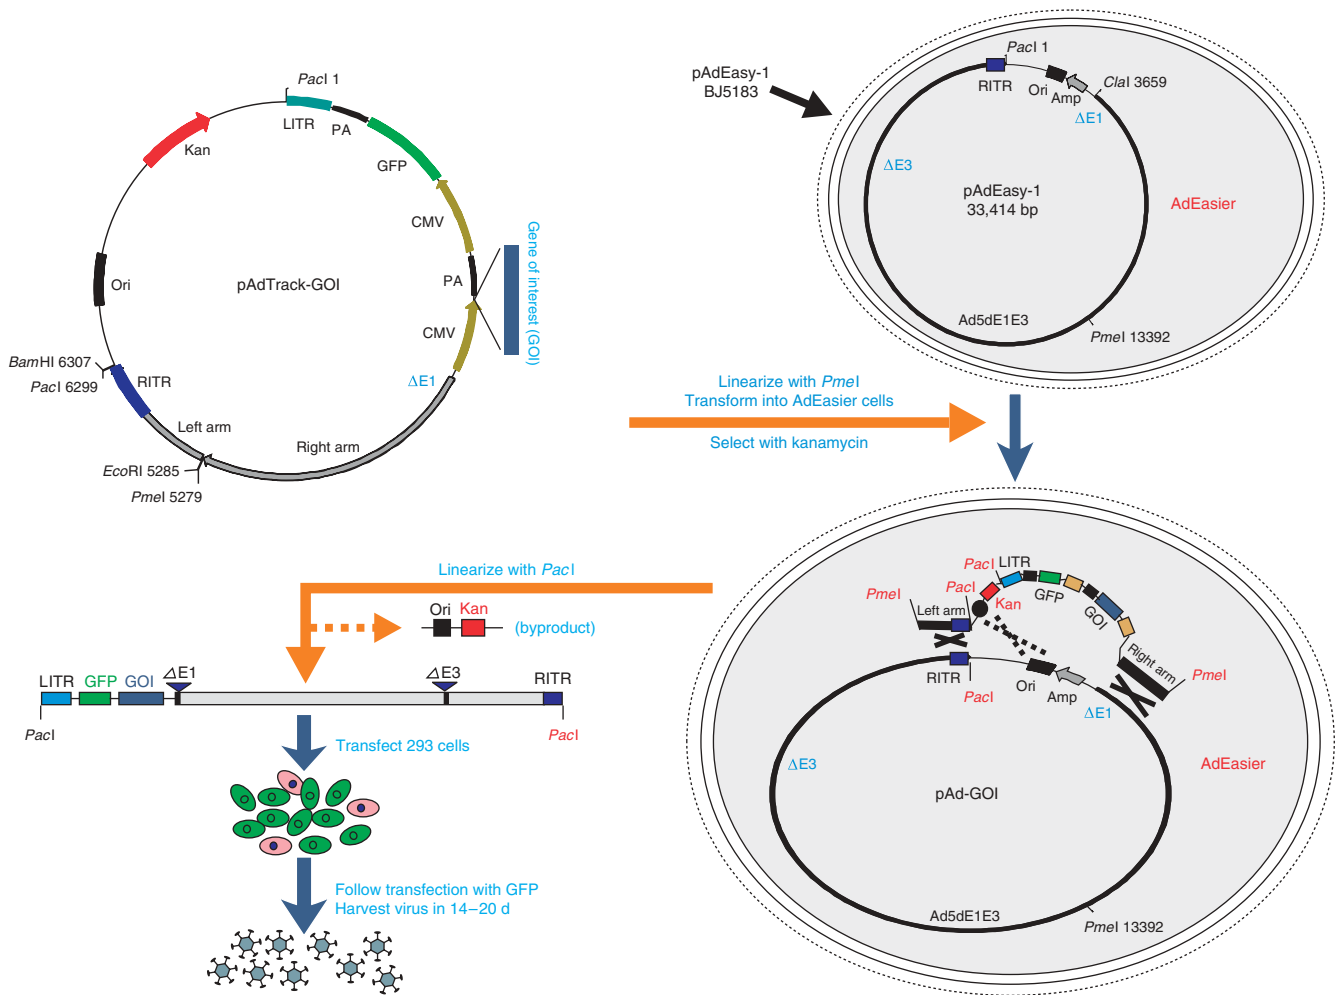 PacI 1
LITR
PA
GFP
Kan
CMV
Gene of interest (GOI)
PA
pAdTrack-GOI
Ori
CMV
BamHI 6307
PacI 6299
RITR
ΔE1
Left arm
Right arm
EcoRI 5285
PmeI 5279
pAdEasy-1
BJ5183
PacI 1
RITR
Ori
Amp
ClaI 3659
ΔE1
ΔE3
pAdEasy-1
33,414 bp
AdEasier
Ad5dE1E3
PmeI 13392
Linearize with PmeI
Transform into AdEasier cells
Select with kanamycin
PacI
LITR
PmeI
PacI
Kan
GFP
GOI
Left arm
Right arm
PmeI
RITR
PacI
Ori
Amp
ΔE1
ΔE3
AdEasier
pAd-GOI
Ad5dE1E3
PmeI 13392
Linearize with PacI
Ori
Kan
(byproduct)
LITR
GFP
GOI
ΔE1
ΔE3
RITR
PacI
PacI
Transfect 293 cells
Follow transfection with GFP
Harvest virus in 14–20 d